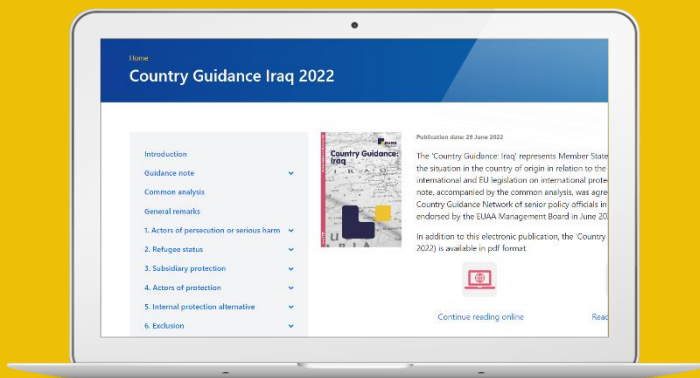 Home
Country Guidance Iraq 2022
Introduction
Guidance note
Common analysis
General remarks
1. Actors of persecution or serious harm
2. Refugee status
3. Subsidiary protection
4. Actors of protection
5. Internal protection alternative
6. Exclusion
Country Guidance:
Iraq
Publication date: 29 June 2022
The 'Country Guidance: Iraq' represents Member State
the situation in the country of origin in relation to the
international and EU legislation on international prote
note, accompanied by the common analysis, was agre
Country Guidance Network of senior policy officials in
endorsed by the EUAA Management Board in June 20
In addition to this electronic publication, the 'Country
2022) is available in pdf format.
Continue reading online
Read